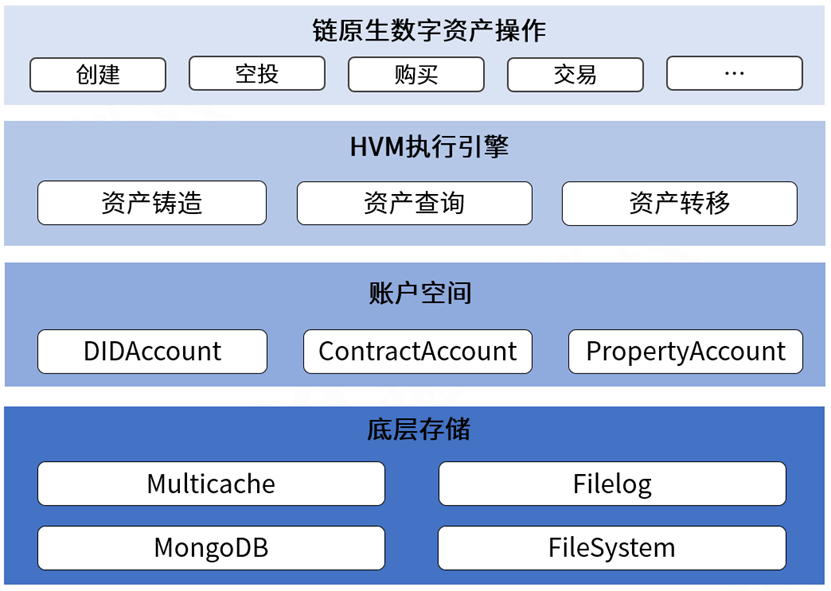 链原生数字资产操作
创建 空投 购买 交易 …
HVM执行引擎
资产铸造 资产查询 资产转移
账户空间
DIDAccount ContractAccount PropertyAccount
底层存储
Multicache Filelog
MongoDB FileSystem